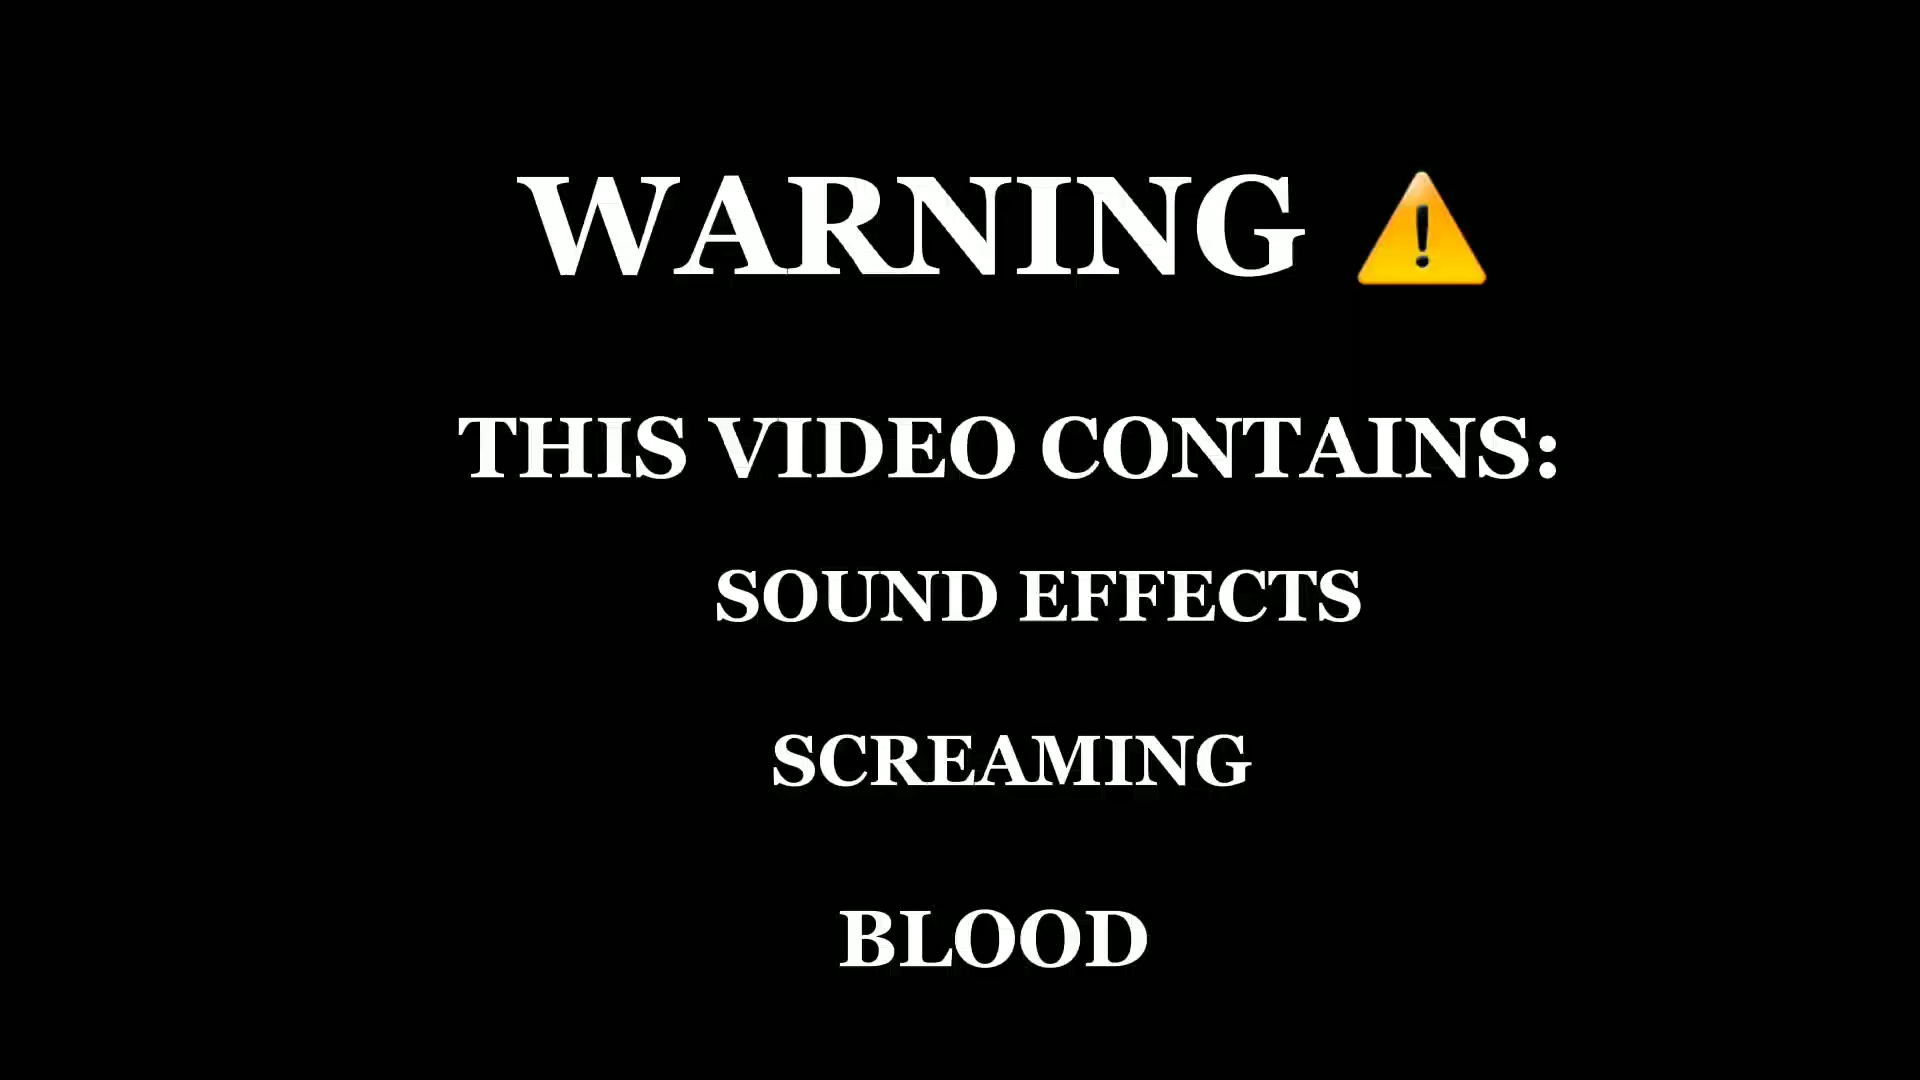 WARNING ⚠️
THIS VIDEO CONTAINS:
SOUND EFFECTS
SCREAMING
BLOOD